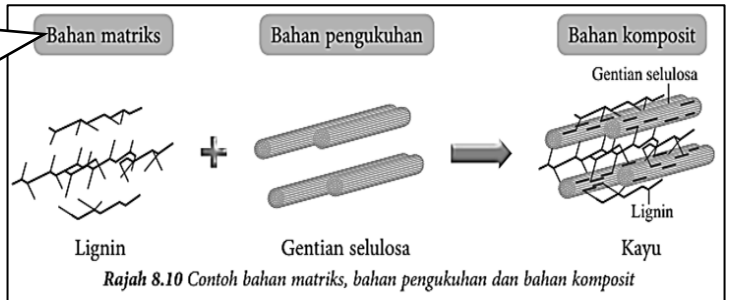 Bahan matriks
Bahan pengukuhan
Bahan komposit
Gentian selulosa
Lignin
Lignin
Gentian selulosa
Kayu
Rajah 8.10 Contoh bahan matriks, bahan pengukuhan dan bahan komposit